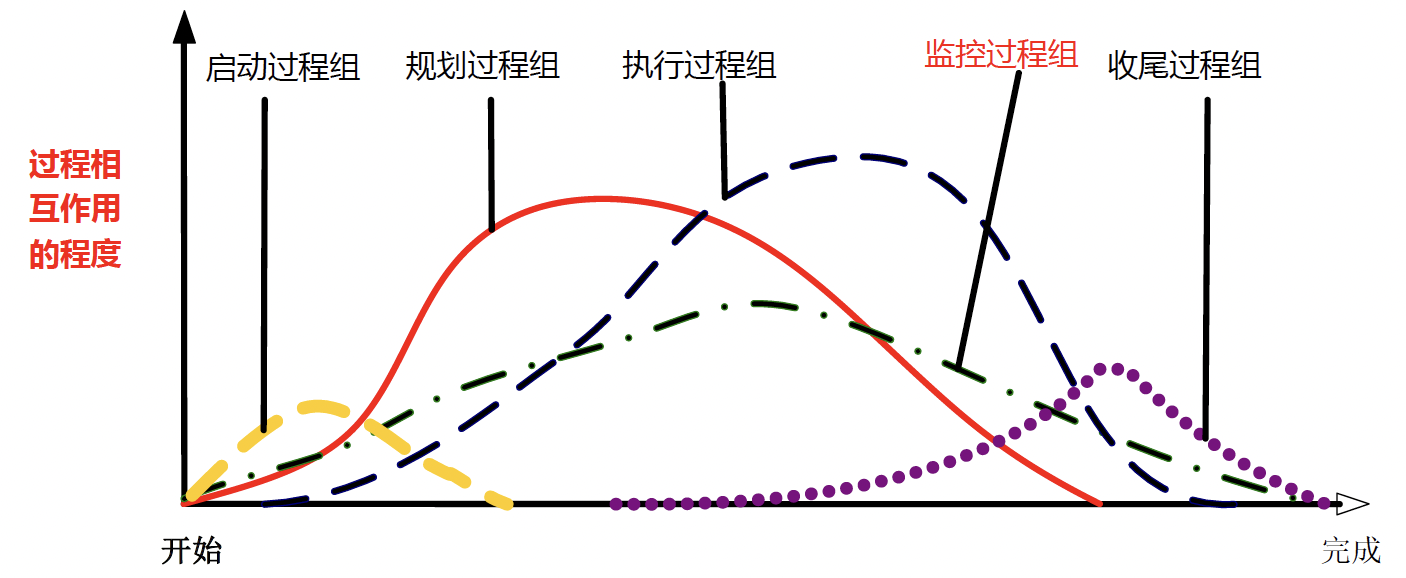 启动过程组
规划过程组
执行过程组
监控过程组
收尾过程组
过程相
互作用
的程度
开始
完成